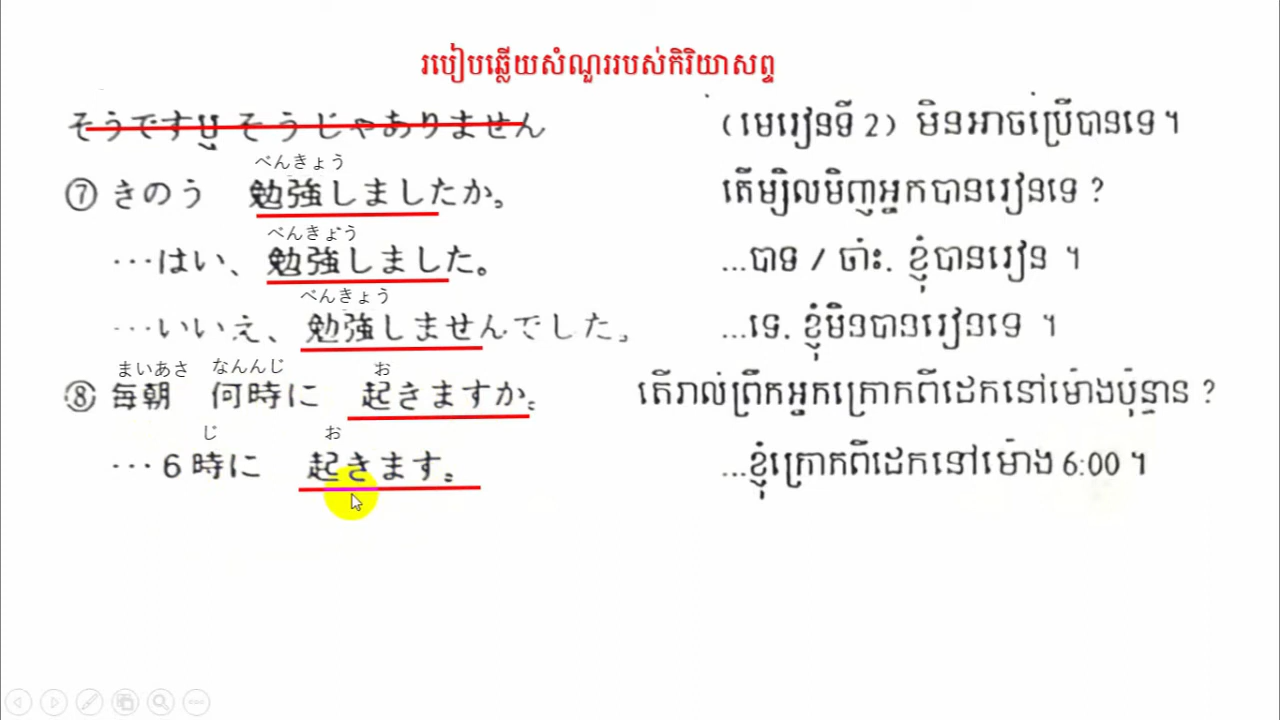 របៀបឆ្លើយសំណួររបស់កិរិយាសព្ទ
そうですឬ そうじゃありません (មេរៀនទី 2) មិនអាចប្រើបានទេ។
べんきょう
⑦ きのう 勉強しましたか。 តើម្សិលមិញអ្នកបានរៀនទេ ?
べんきょう
…はい、勉強しました。 ...បាទ / ចាំះ. ខ្ញុំបានរៀន ។
べんきょう
…いいえ、勉強しませんでした。 ...ទេ. ខ្ញុំមិនបានរៀនទេ ។
まいあさ なんんじ お
⑧ 毎朝 何時に 起きますか。 តើរាល់ព្រឹកអ្នកក្រោកពីដេកនៅម៉ោងប៉ុន្មាន ?
じ お
…6時に 起きます。 ...ខ្ញុំក្រោកពីដេកនៅម៉ោង 6:00 ។